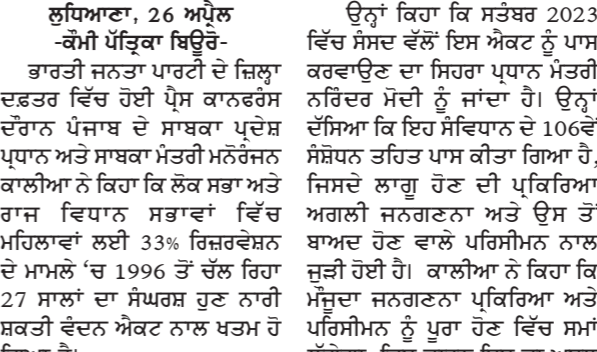 ਲੁਧਿਆਣਾ, 26 ਅਪ੍ਰੈਲ
-ਕੌਮੀ ਪੱਤ੍ਰਿਕਾ ਬਿਊਰੋ-
ਭਾਰਤੀ ਜਨਤਾ ਪਾਰਟੀ ਦੇ ਜ਼ਿਲ੍ਹਾ
ਦਫ਼ਤਰ ਵਿੱਚ ਹੋਈ ਪ੍ਰੈਸ ਕਾਨਫਰੰਸ
ਦੌਰਾਨ ਪੰਜਾਬ ਦੇ ਸਾਬਕਾ ਪ੍ਰਦੇਸ਼
ਪ੍ਰਧਾਨ ਅਤੇ ਸਾਬਕਾ ਮੰਤਰੀ ਮਨੋਰੰਜਨ
ਕਾਲੀਆ ਨੇ ਕਿਹਾ ਕਿ ਲੋਕ ਸਭਾ ਅਤੇ
ਰਾਜ ਵਿਧਾਨ ਸਭਾਵਾਂ ਵਿੱਚ
ਮਹਿਲਾਵਾਂ ਲਈ 33% ਰਿਜ਼ਰਵੇਸ਼ਨ
ਦੇ ਮਾਮਲੇ ‘ਚ 1996 ਤੋਂ ਚੱਲ ਰਿਹਾ
27 ਸਾਲਾਂ ਦਾ ਸੰਘਰਸ਼ ਹੁਣ ਨਾਰੀ
ਸ਼ਕਤੀ ਵੰਦਨ ਐਕਟ ਨਾਲ ਖਤਮ ਹੋ
ਉਨ੍ਹਾਂ ਕਿਹਾ ਕਿ ਸਤੰਬਰ 2023
ਵਿੱਚ ਸੰਸਦ ਵੱਲੋਂ ਇਸ ਐਕਟ ਨੂੰ ਪਾਸ
ਕਰਵਾਉਣ ਦਾ ਸਿਹਰਾ ਪ੍ਰਧਾਨ ਮੰਤਰੀ
ਨਰਿੰਦਰ ਮੋਦੀ ਨੂੰ ਜਾਂਦਾ ਹੈ। ਉਨ੍ਹਾਂ
ਦੱਸਿਆ ਕਿ ਇਹ ਸੰਵਿਧਾਨ ਦੇ 106ਵੇਂ
ਸੰਸ਼ੋਧਨ ਤਹਿਤ ਪਾਸ ਕੀਤਾ ਗਿਆ ਹੈ,
ਜਿਸਦੇ ਲਾਗੂ ਹੋਣ ਦੀ ਪ੍ਰਕਿਰਿਆ
ਅਗਲੀ ਜਨਗਣਨਾ ਅਤੇ ਉਸ ਤੋਂ
ਬਾਅਦ ਹੋਣ ਵਾਲੇ ਪਰਿਸੀਮਨ ਨਾਲ
ਜੁੜੀ ਹੋਈ ਹੈ। ਕਾਲੀਆ ਨੇ ਕਿਹਾ ਕਿ
ਮੌਜੂਦਾ ਜਨਗਣਨਾ ਪ੍ਰਕਿਰਿਆ ਅਤੇ
ਪਰਿਸੀਮਨ ਨੂੰ ਪੂਰਾ ਹੋਣ ਵਿੱਚ ਸਮਾਂ